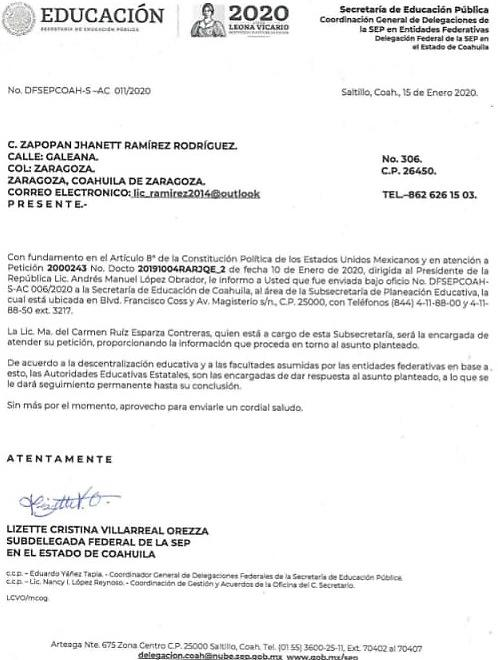 EDUCACIÓN
SECRETARÍA DE EDUCACIÓN PÚBLICA
2020
LEONA VICARIO
Secretaría de Educación Pública
Coordinación General de Delegaciones de
la SEP en Entidades Federativas
Delegación Federal de la SEP en
el Estado de Coahuila
No. DFSEPCOAH-S-AC 011/2020
Saltillo, Coah., 15 de Enero 2020.
C. ZAPOPAN JHANETT RAMÍREZ RODRÍGUEZ.
CALLE: GALEANA. No. 306.
COL: ZARAGOZA. C.P. 26450.
ZARAGOZA, COAHUILA DE ZARAGOZA.
CORREO ELECTRONICO: lic_ramirez2014@outlook TEL.-862 626 15 03.
P R E S E N T E.-
Con fundamento en el Artículo 8º de la Constitución Política de los Estados Unidos Mexicanos y en atención a
Petición 2000243 No. Docto 20191004RARJQE_2 de fecha 10 de Enero de 2020, dirigida al Presidente de la
República Lic. Andrés Manuel López Obrador, le informo a Usted que fue enviada bajo oficio No. DFSEPCOAH-
S-AC 006/2020 a la Secretaría de Educación de Coahuila, al área de la Subsecretaría de Planeación Educativa, la
cual está ubicada en Blvd. Francisco Coss y Av. Magisterio s/n., C.P. 25000, con Teléfonos (844) 4-11-88-00 y 4-11-
88-50 ext. 3217.
La Lic. Ma. del Carmen Ruíz Esparza Contreras, quien está a cargo de esta Subsecretaría, será la encargada de
atender su petición, proporcionando la información que proceda en torno al asunto planteado.
De acuerdo a la descentralización educativa y a las facultades asumidas por las entidades federativas en base a
esto, las Autoridades Educativas Estatales, son las encargadas de dar respuesta al asunto planteado, a lo que se
le dará seguimiento permanente hasta su conclusión.
Sin más por el momento, aprovecho para enviarle un cordial saludo.
A T E N T A M E N T E
LIZETTE CRISTINA VILLARREAL OREZZA
SUBDELEGADA FEDERAL DE LA SEP
EN EL ESTADO DE COAHUILA
c.c.p. – Eduardo Yáñez Tapia. - Coordinador General de Delegaciones Federales de la Secretaría de Educación Pública.
c.c.p. – Lic. Nancy I. López Reynoso. - Coordinación de Gestión y Acuerdos de la Oficina del C. Secretario.
LCVO/mcog.
Arteaga Nte. 675 Zona Centro C.P. 25000 Saltillo, Coah. Tel. (01 55) 3600-25-11, Ext. 70402 al 70407
delegacion.coah@nube.sep.gob.mx www.gob.mx/sep